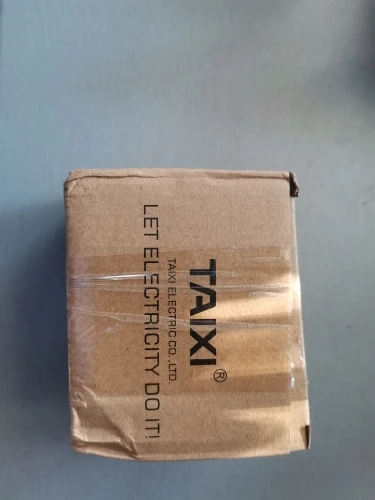 TAIXI®
TAIXI ELECTRIC CO.,LTD.
LET ELECTRICITY DO IT!